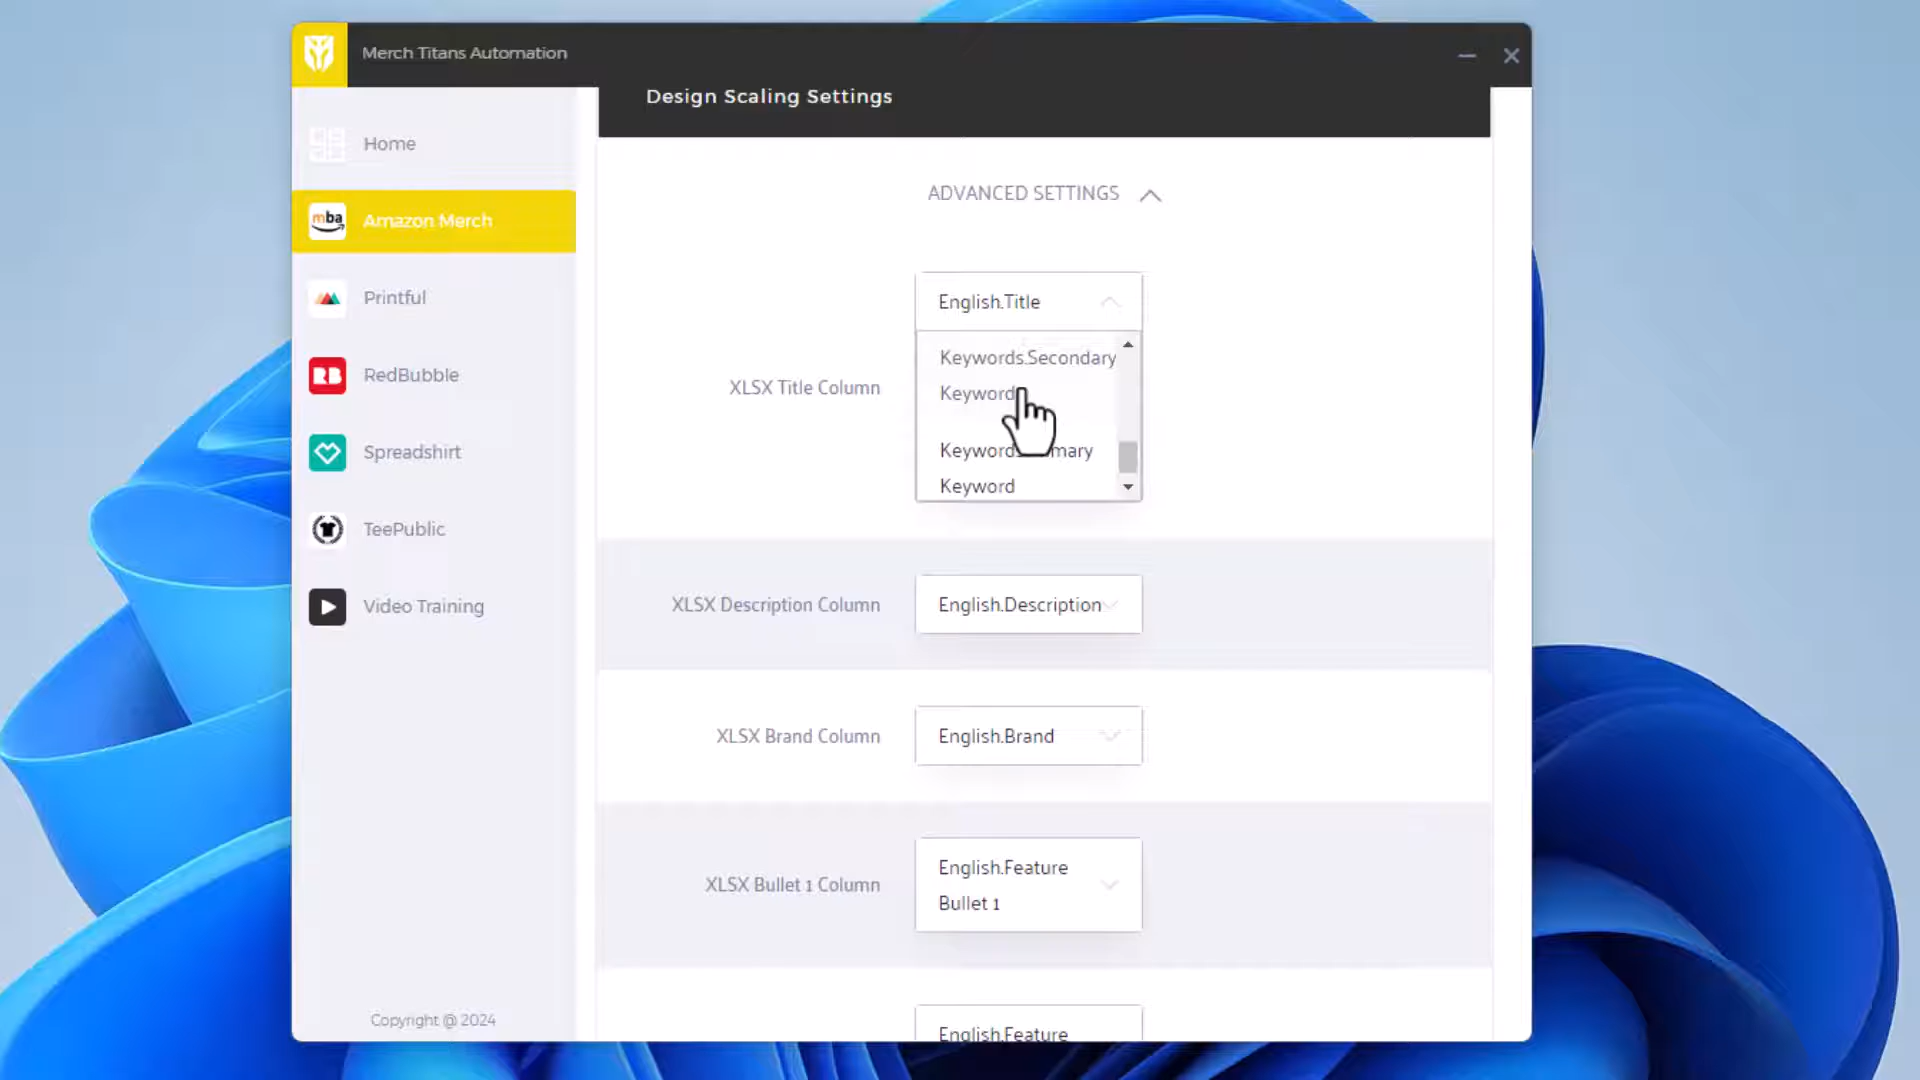 Merch Titans Automation
Design Scaling Settings
Home
mba
Amazon Merch
Printful
RB
RedBubble
Spreadshirt
TeePublic
Video Training
Copyright @ 2024
ADVANCED SETTINGS
XLSX Title Column
English.Title
Keywords.Secondary
Keyword
Keyword
Keyword
XLSX Description Column
English.Description
XLSX Brand Column
English.Brand
XLSX Bullet 1 Column
English.Feature
Bullet 1
English.Feature